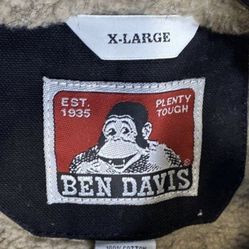 X-LARGE
EST. PLENTY
1935 TOUGH
BEN DAVIS
100% COTTON